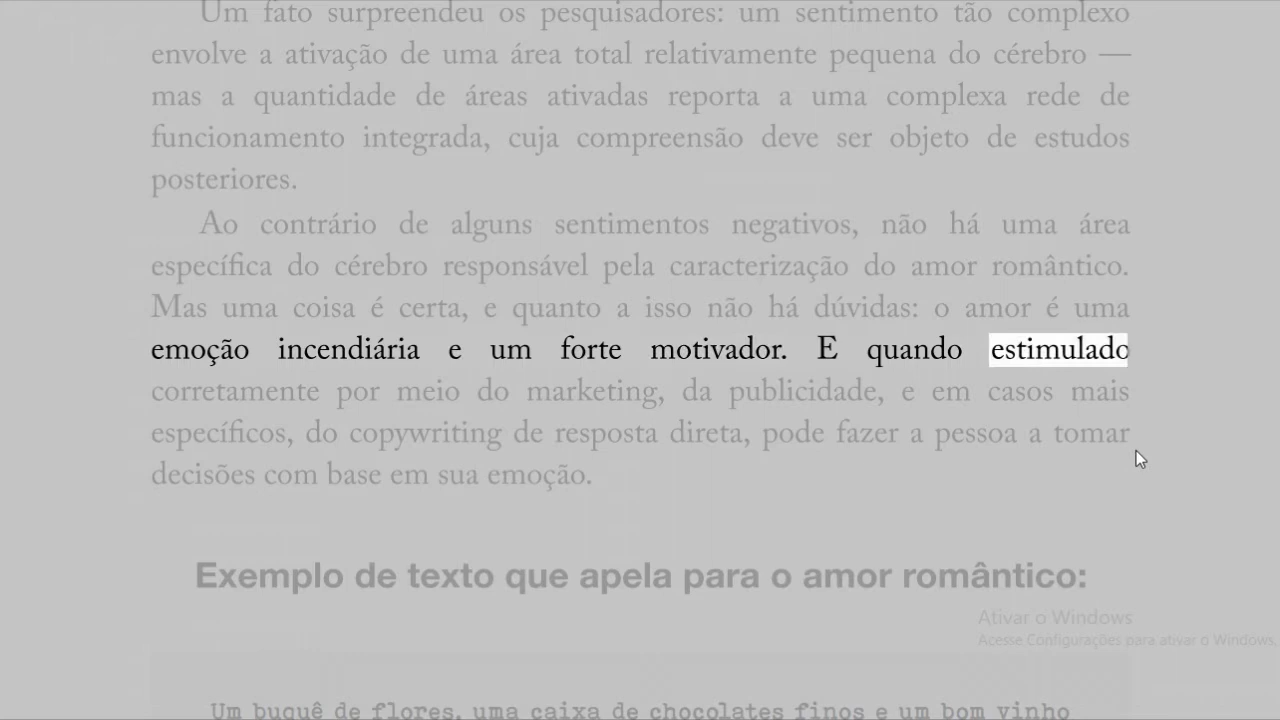 Um fato surpreendeu os pesquisadores: um sentimento tão complexo
envolve a ativação de uma área total relativamente pequena do cérebro —
mas a quantidade de áreas ativadas reporta a uma complexa rede de
funcionamento integrada, cuja compreensão deve ser objeto de estudos
posteriores.
Ao contrário de alguns sentimentos negativos, não há uma área
específica do cérebro responsável pela caracterização do amor romântico.
Mas uma coisa é certa, e quanto a isso não há dúvidas: o amor é uma
emoção incendiária e um forte motivador. E quando estimulado
corretamente por meio do marketing, da publicidade, e em casos mais
específicos, do copywriting de resposta direta, pode fazer a pessoa a tomar
decisões com base em sua emoção.
Exemplo de texto que apela para o amor romântico:
Ativar o Windows
Acesse Configurações para ativar o Windows.
Um buquê de flores, uma caixa de chocolates finos e um bom vinho